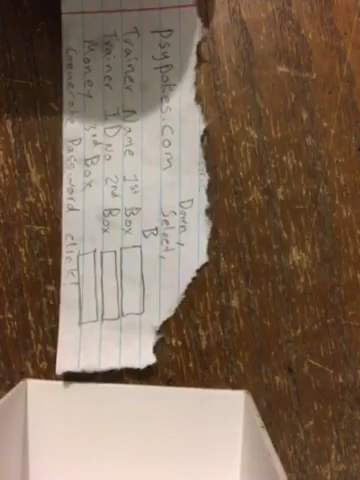 Down,
Select,
B
psypokes.com
Trainer Name 1st Box
Trainer ID No 2nd Box
Money 3rd Box
Generate Password click!